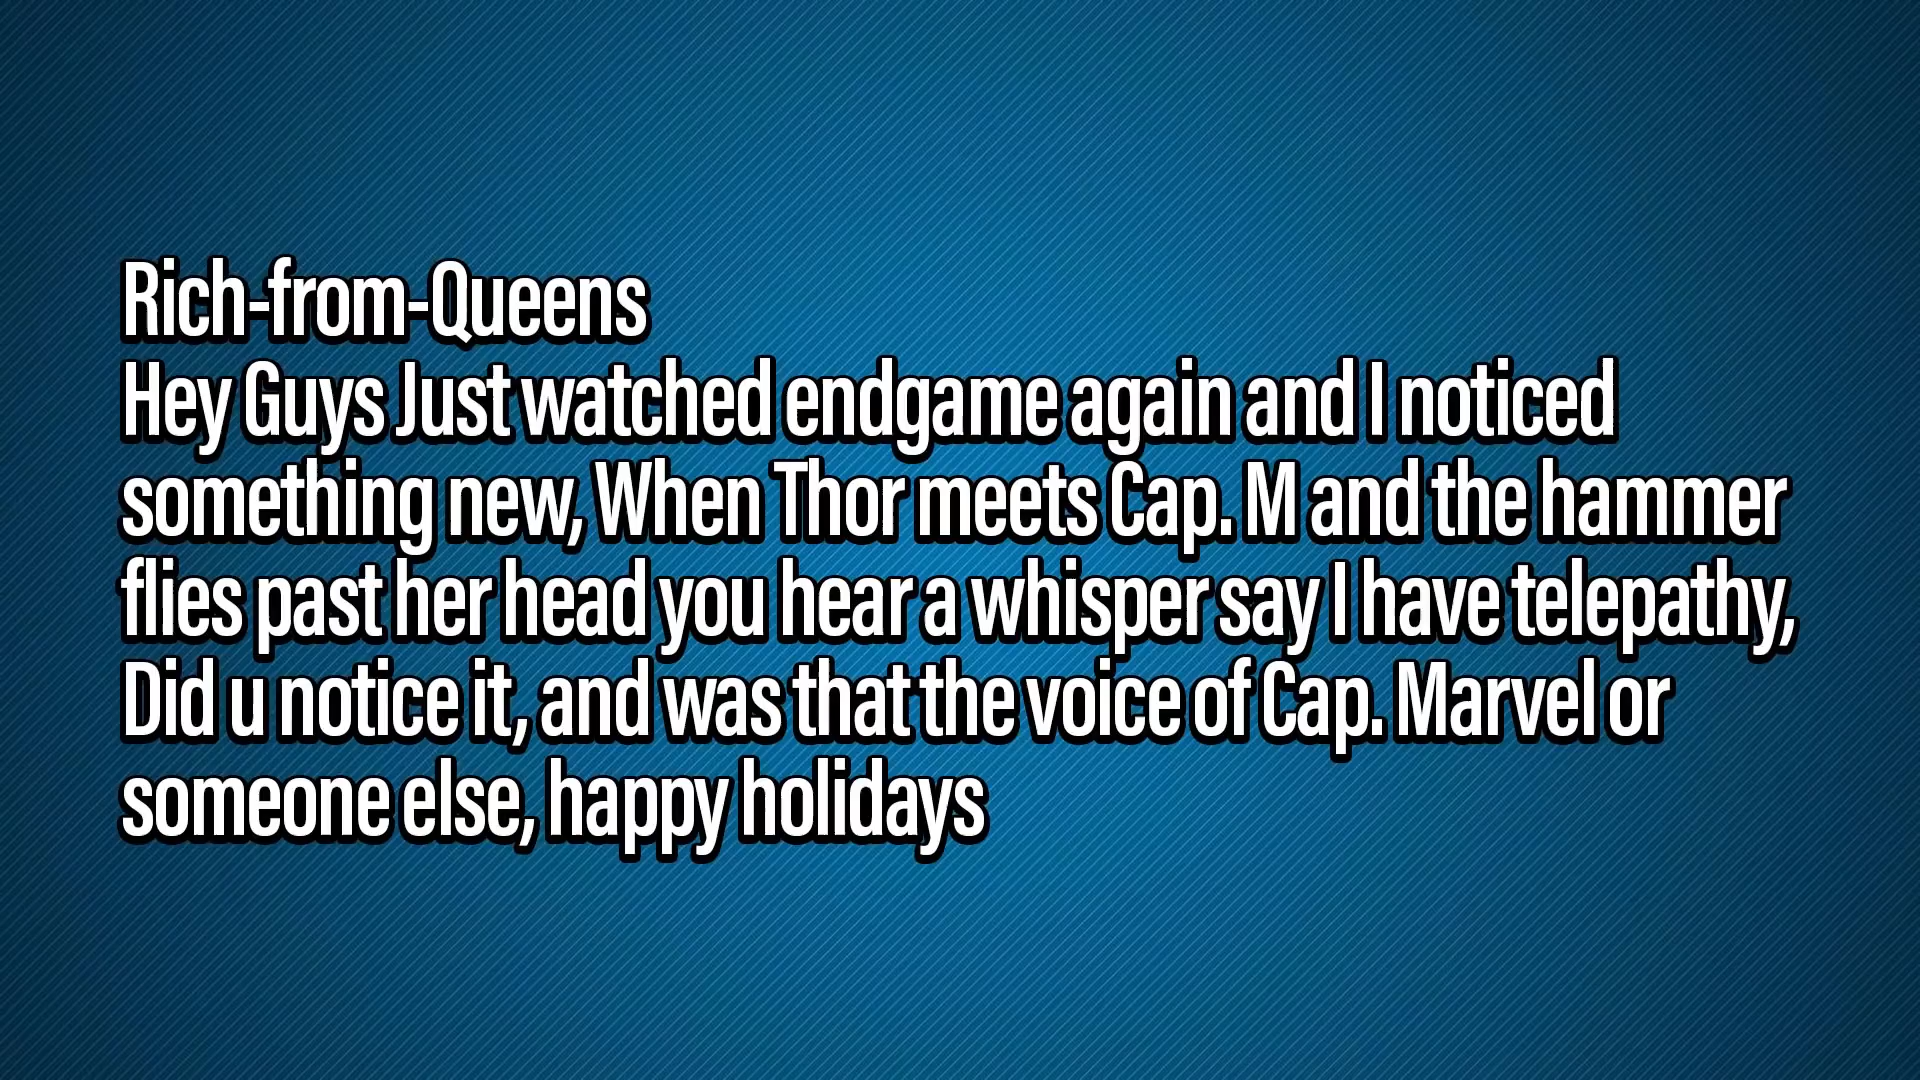 Rich-from-Queens
Hey Guys Just watched endgame again and I noticed
something new, When Thor meets Cap. M and the hammer
flies past her head you hear a whisper say I have telepathy,
Did u notice it, and was that the voice of Cap. Marvel or
someone else, happy holidays